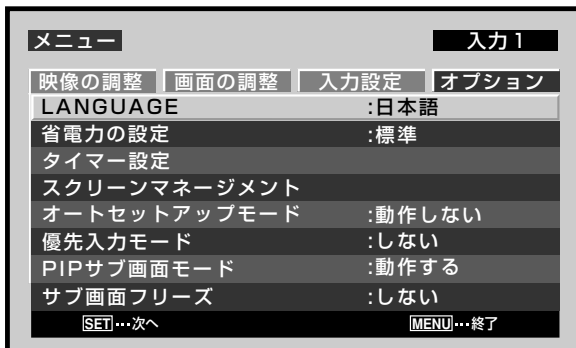 メニュー 入力1
映像の調整 画面の調整 入力設定 オプション
LANGUAGE :日本語
省電力の設定 :標準
タイマー設定
スクリーンマネージメント
オートセットアップモード :動作しない
優先入力モード :しない
PIPサブ画面モード :動作する
サブ画面フリーズ :しない
SET…次へ MENU…終了